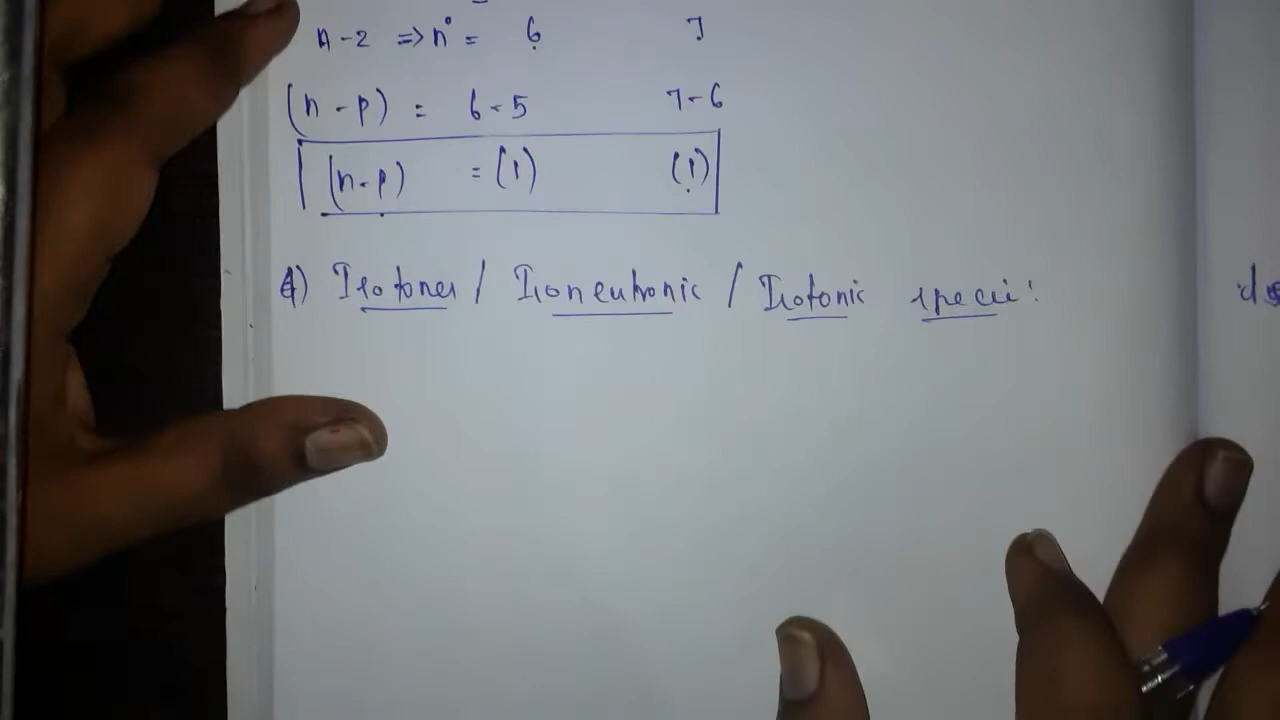 n-2 ⇒ n° = 6 7
(n-p) = 6-5 7-6
(n-p) = (1) (1)
4) Isotones / Isoneutronic / Isotonic specie: